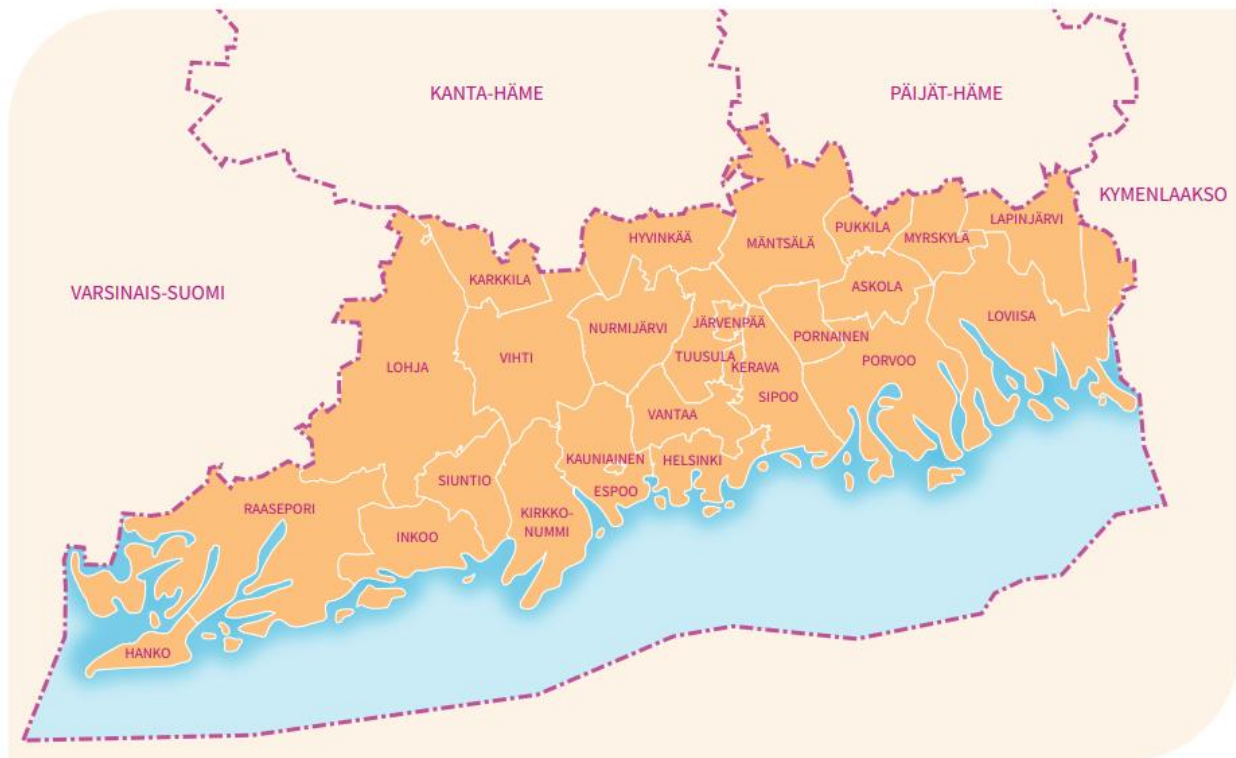 KANTA-HÄME
PÄIJÄT-HÄME
KYMENLAAKSO
VARSINAIS-SUOMI
LAPINJÄRVI
PUKKILA
MYRSKYLÄ
HYVINKÄÄ
MÄNTSÄLÄ
KARKKILA
ASKOLA
LOVIISA
NURMIJÄRVI
JÄRVENPÄÄ
PORNAINEN
LOHJA
VIHTI
TUUSULA
KERAVA
PORVOO
SIPOO
VANTAA
KAUNIAINEN
HELSINKI
SIUNTIO
ESPOO
RAASEPORI
KIRKKO-
NUMMI
INKOO
HANKO